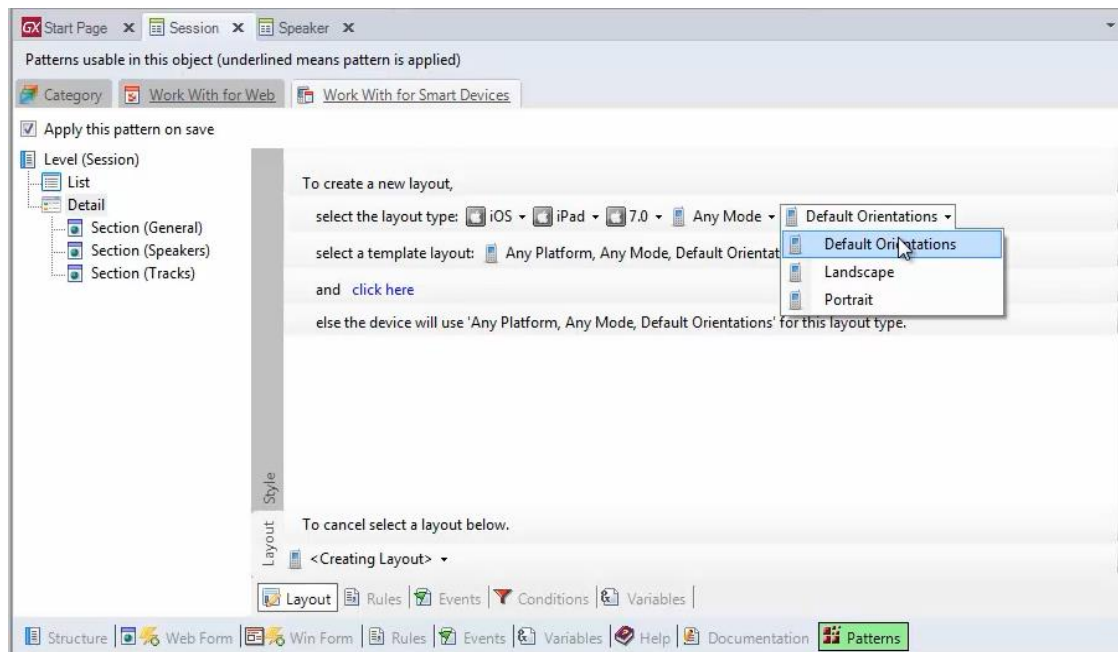 GX Start Page X Session X Speaker X
Patterns usable in this object (underlined means pattern is applied)
Category Work With for Web Work With for Smart Devices
Apply this pattern on save
Level (Session)
List
Detail
Section (General)
Section (Speakers)
Section (Tracks)
To create a new layout,
select the layout type: iOS iPad 7.0 Any Mode Default Orientations
select a template layout: Any Platform, Any Mode, Default Orientat
Default Orientations
Landscape
Portrait
and click here
else the device will use 'Any Platform, Any Mode, Default Orientations' for this layout type.
Style
Layout
To cancel select a layout below.
<Creating Layout>
Layout Rules Events Conditions Variables
Structure Web Form Win Form Rules Events Variables Help Documentation Patterns